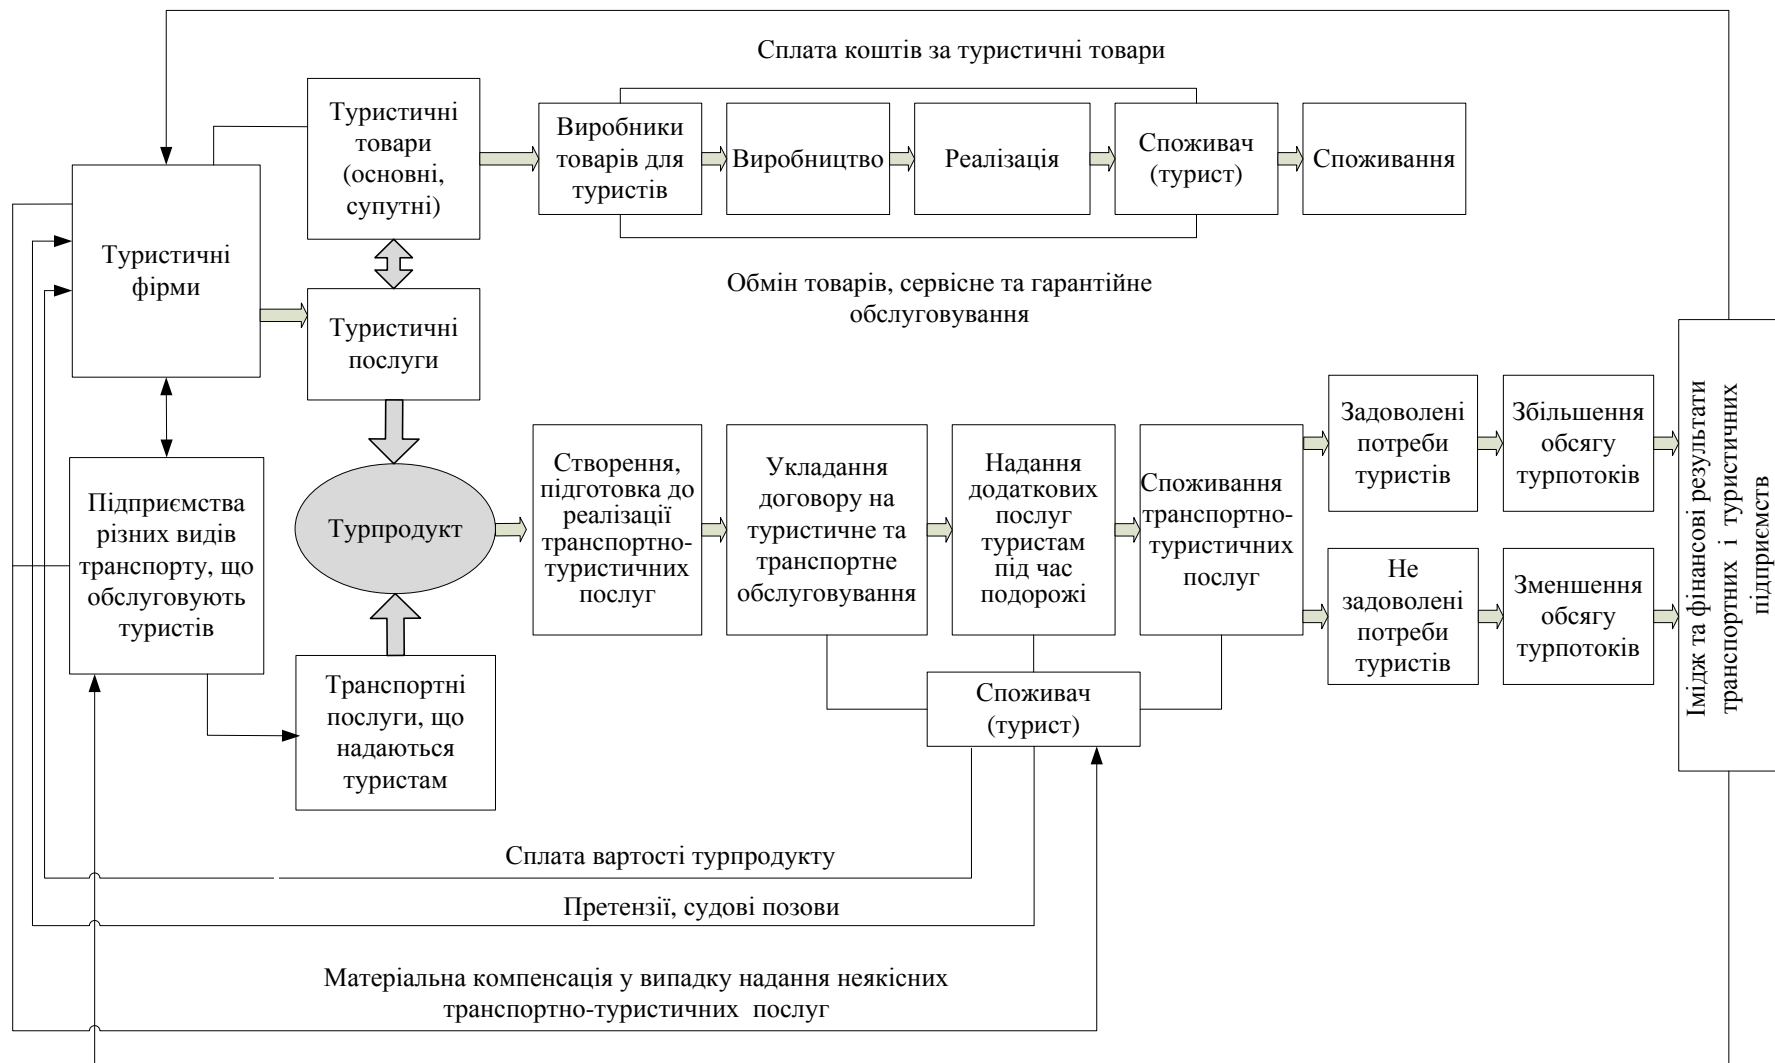 Сплата коштів за туристичні товари
Туристичні
товари
(основні,
супутні)
Виробники
товарів для
туристів
Виробництво
Реалізація
Споживач
(турист)
Споживання
Туристичні
фірми
Обмін товарів, сервісне та гарантійне
обслуговування
Туристичні
послуги
Підприємства
різних видів
транспорту, що
обслуговують
туристів
Турпродукт
Створення,
підготовка до
реалізації
транспортно-
туристичних
послуг
Укладання
договору на
туристичне та
транспортне
обслуговування
Надання
додаткових
послуг
туристам
під час
подорожі
Споживання
транспортно-
туристичних
послуг
Задоволені
потреби
туристів
Збільшення
обсягу
турпотоків
Не
задоволені
потреби
туристів
Зменшення
обсягу
турпотоків
Імідж та фінансові результати
транспортних і туристичних
підприємств
Транспортні
послуги, що
надаються
туристам
Споживач
(турист)
Сплата вартості турпродукту
Претензії, судові позови
Матеріальна компенсація у випадку надання неякісних
транспортно-туристичних послуг